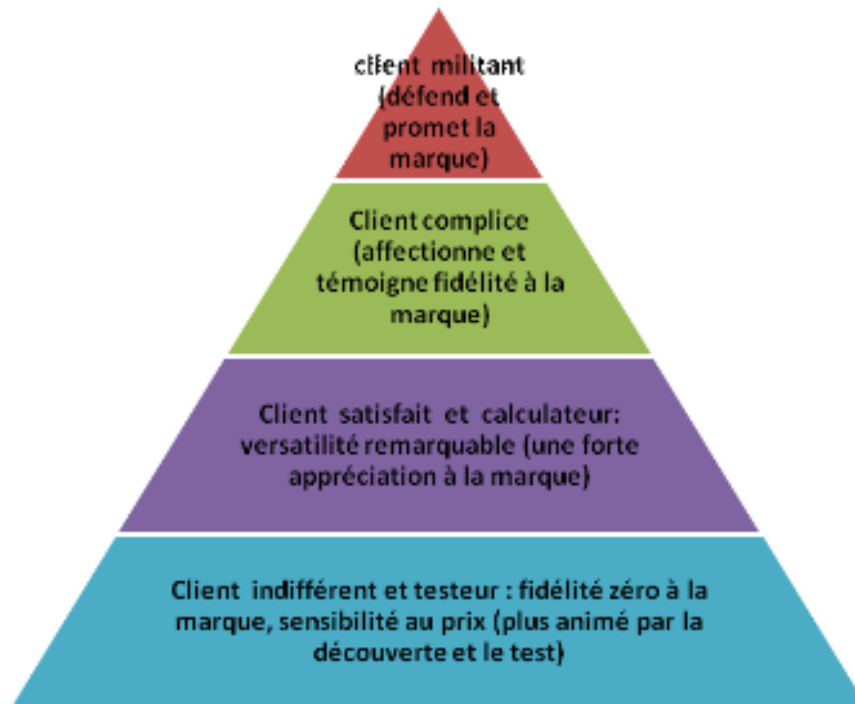 client militant
(défend et
promet la
marque)
Client complice
(affectionne et
témoigne fidélité à la
marque)
Client satisfait et calculateur:
versatilité remarquable (une forte
appréciation à la marque)
Client indifférent et testeur : fidélité zéro à la
marque, sensibilité au prix (plus animé par la
découverte et le test)